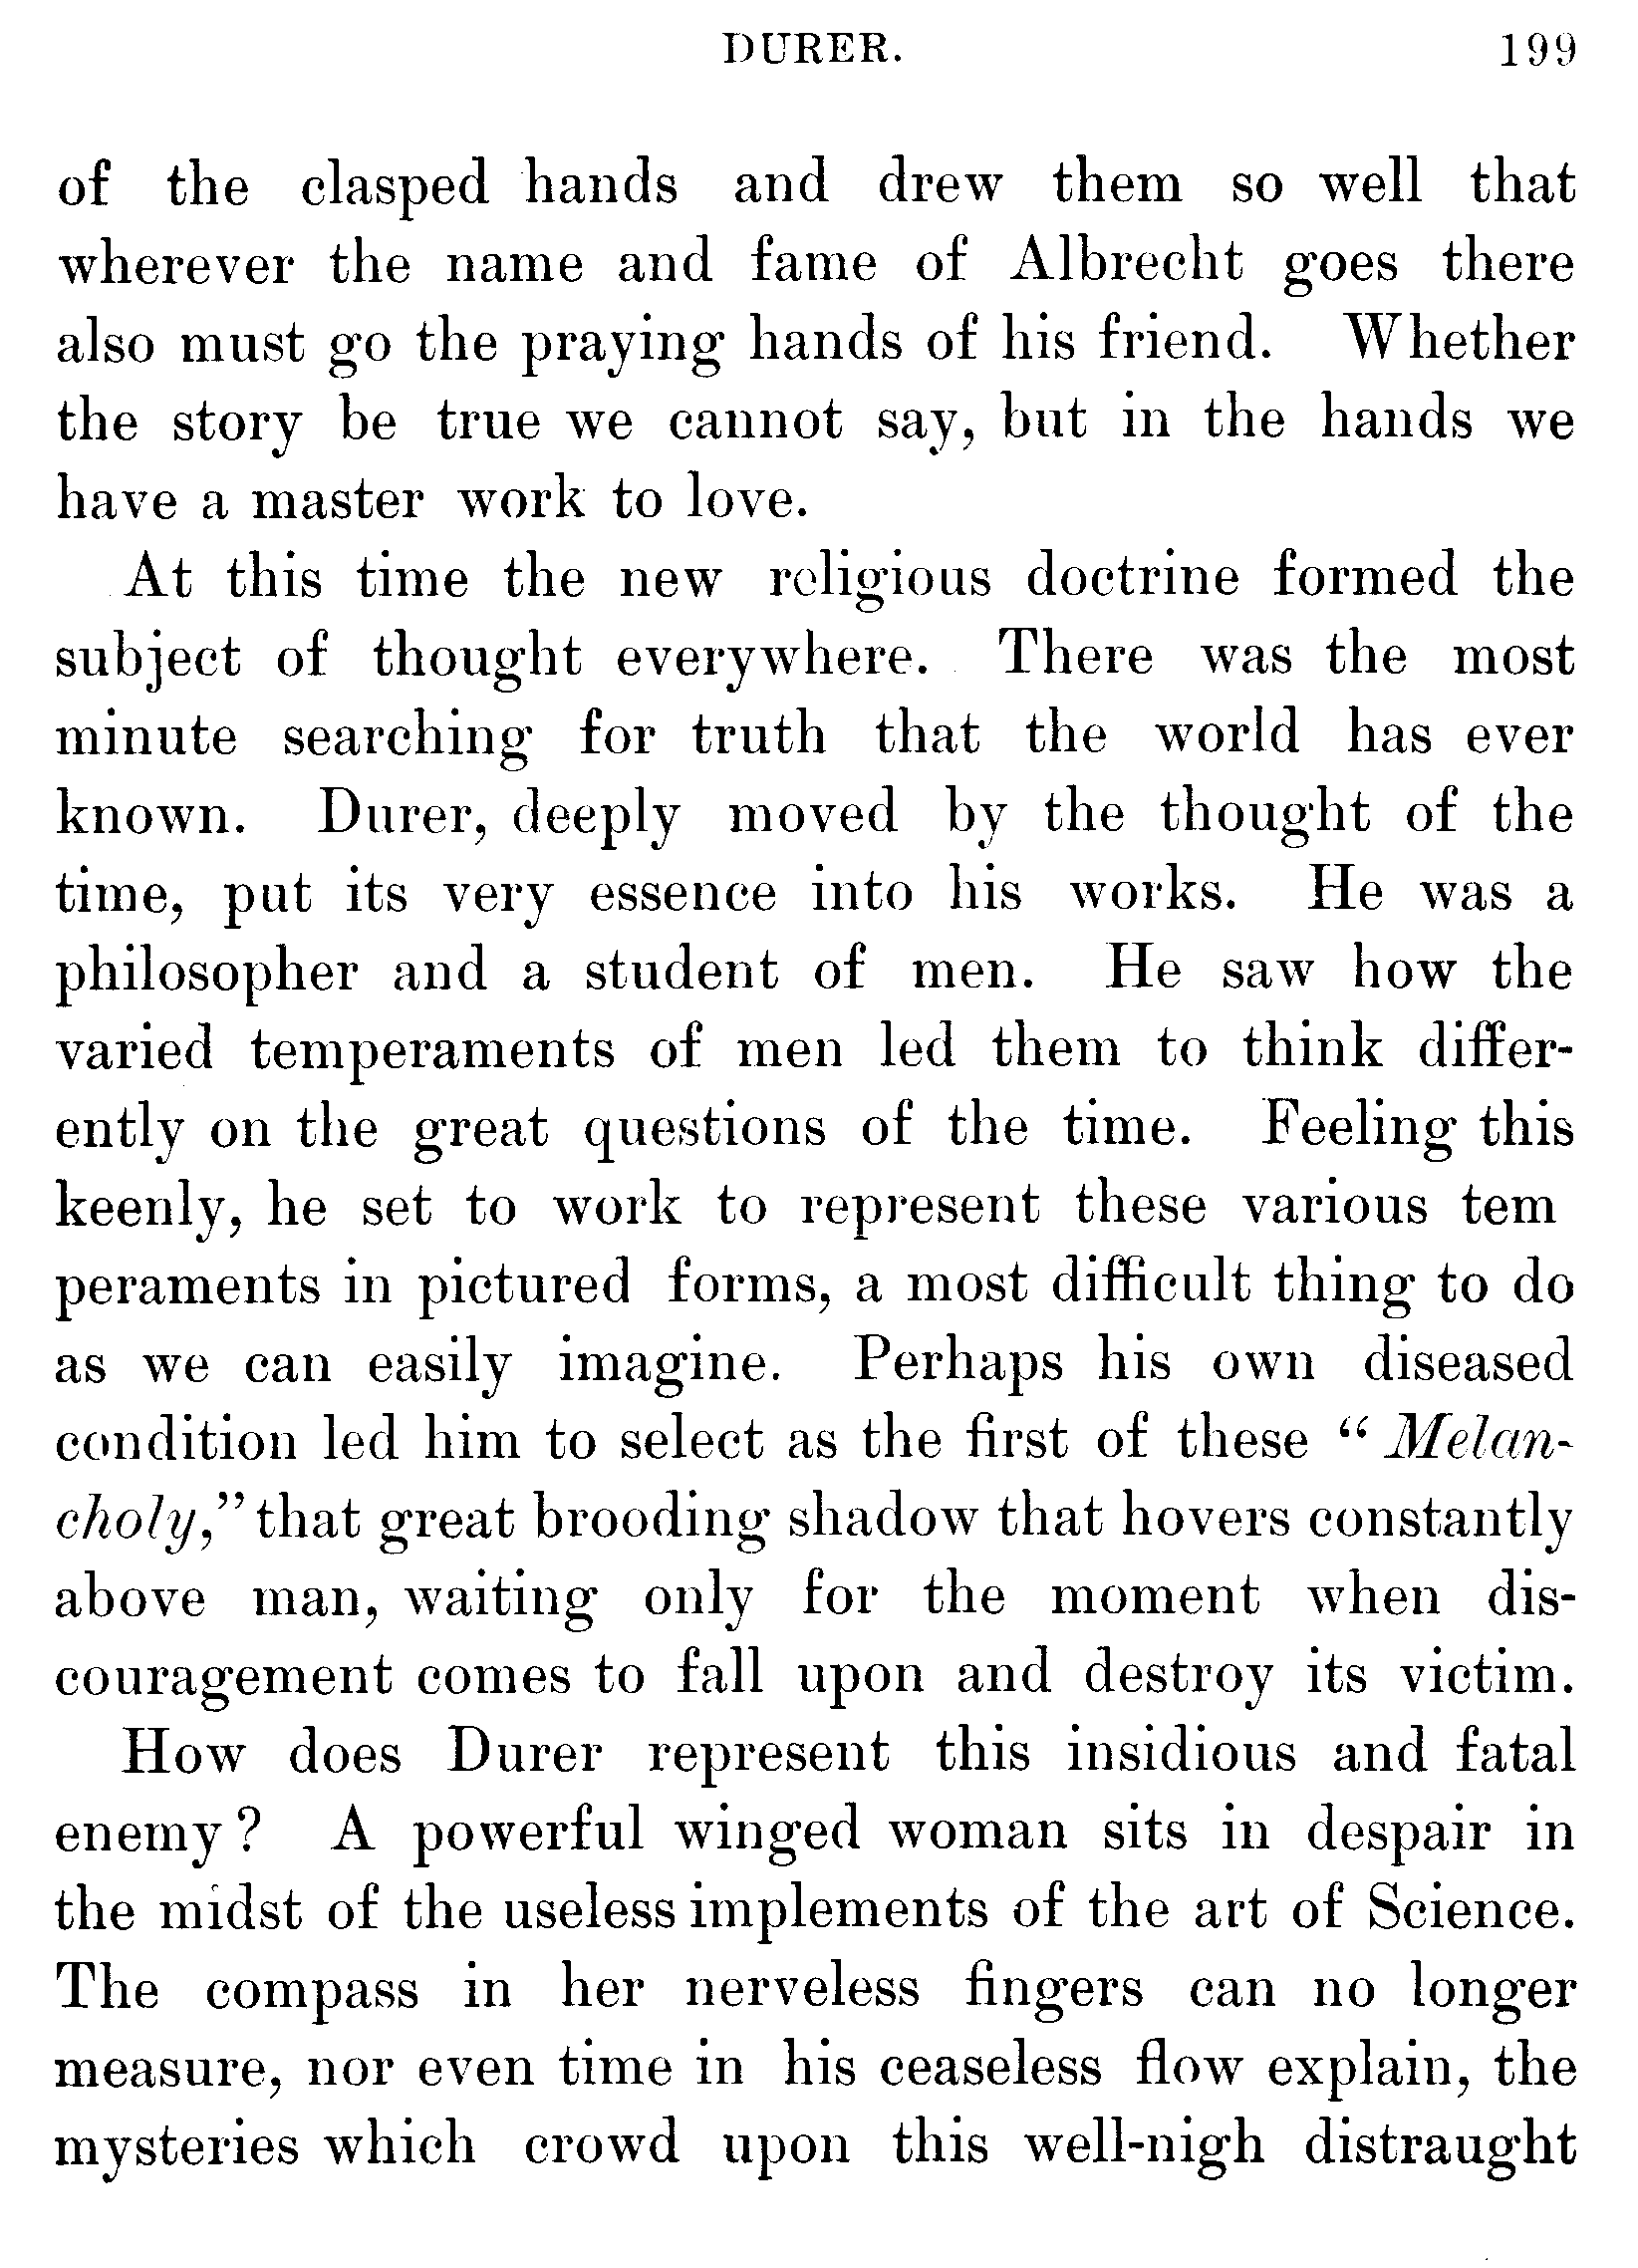 DURER. 199
of the clasped hands and drew them so well that
wherever the name and fame of Albrecht goes there
also must go the praying hands of his friend. Whether
the story be true we cannot say, but in the hands we
have a master work to love.
At this time the new religious doctrine formed the
subject of thought everywhere. There was the most
minute searching for truth that the world has ever
known. Durer, deeply moved by the thought of the
time, put its very essence into his works. He was a
philosopher and a student of men. He saw how the
varied temperaments of men led them to think differ-
ently on the great questions of the time. Feeling this
keenly, he set to work to represent these various tem
peraments in pictured forms, a most difficult thing to do
as we can easily imagine. Perhaps his own diseased
condition led him to select as the first of these “Melan-
choly,” that great brooding shadow that hovers constantly
above man, waiting only for the moment when dis-
couragement comes to fall upon and destroy its victim.
How does Durer represent this insidious and fatal
enemy? A powerful winged woman sits in despair in
the midst of the useless implements of the art of Science.
The compass in her nerveless fingers can no longer
measure, nor even time in his ceaseless flow explain, the
mysteries which crowd upon this well-nigh distraught